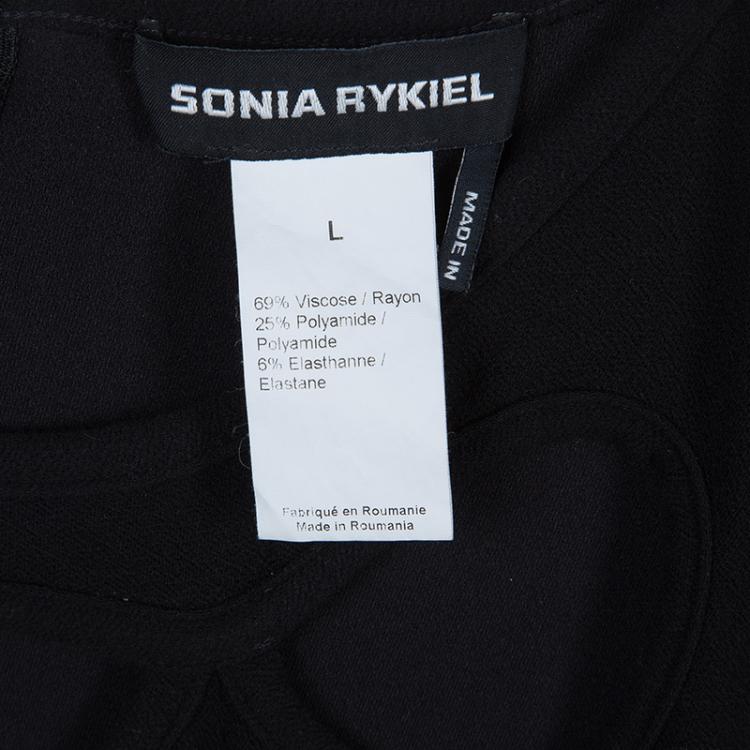 SONIA RYKIEL
MADE IN
L
69% Viscose / Rayon
25% Polyamide /
Polyamide
6% Elasthanne /
Elastane
Fabriqué en Roumanie
Made in Roumania